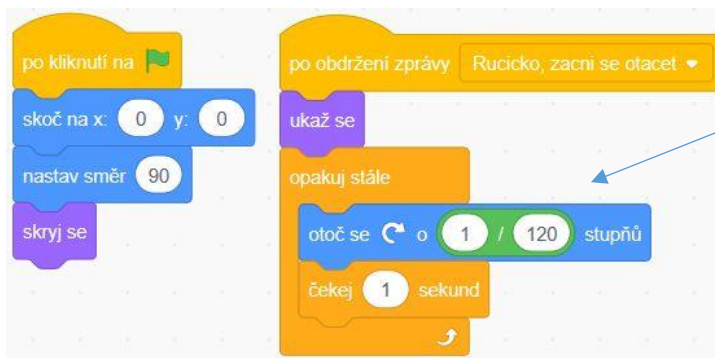 po kliknutí na
skoč na x: 0 y: 0
nastav směr 90
skryj se
po obdržení zprávy Rucicko, zacni se otacet
ukaž se
opakuj stále
otoč se o 1 / 120 stupňů
čekej 1 sekund